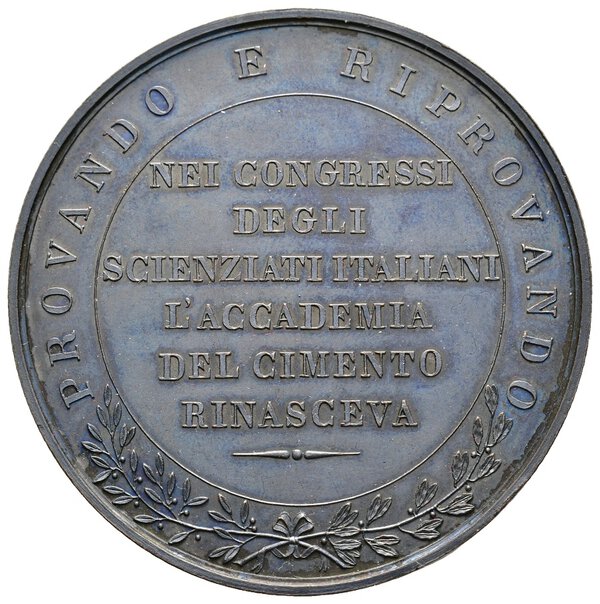 PROVANDO E RIPROVANDO
NEI CONGRESSI
DEGLI
SCIENZIATI ITALIANI
L'ACCADEMIA
DEL CIMENTO
RINASCEVA